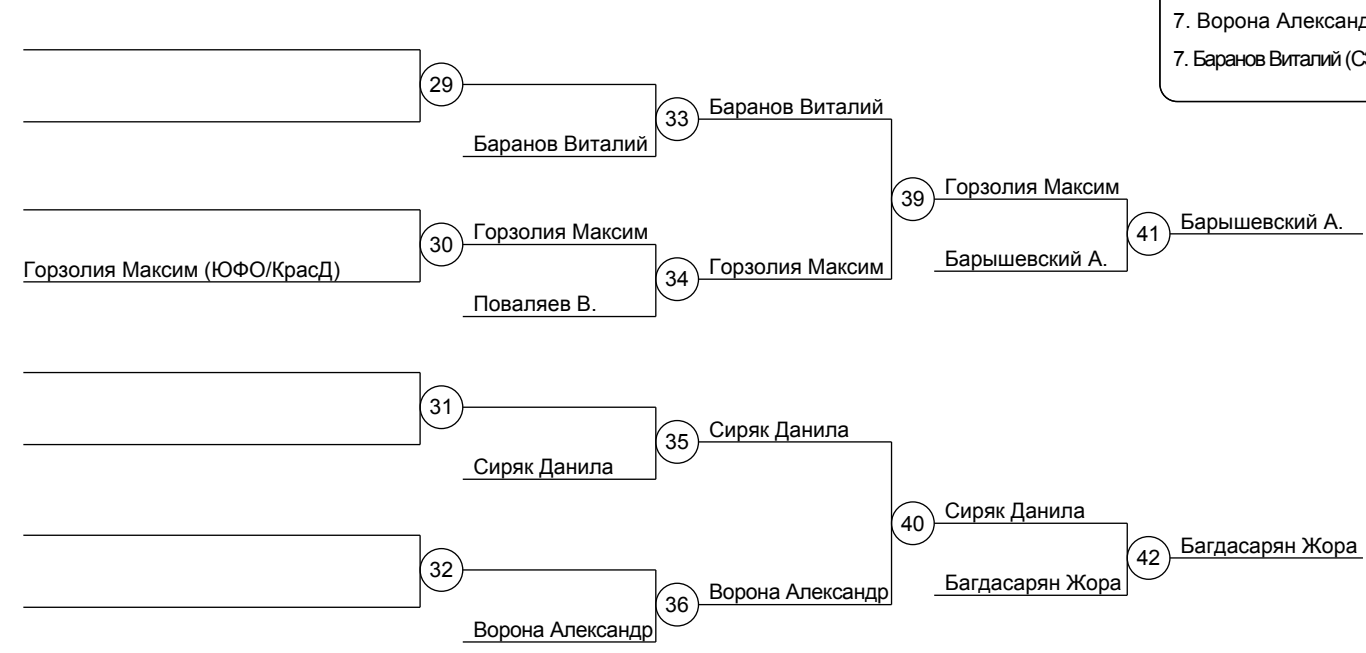 7. Ворона Александ
7. Баранов Виталий (С
29
33
Баранов Виталий
Баранов Виталий
39
Горзолия Максим
30
Горзолия Максим
41
Барышевский А.
Горзолия Максим (ЮФО/КрасД)
34
Горзолия Максим
Барышевский А.
Поваляев В.
31
35
Сиряк Данила
Сиряк Данила
40
Сиряк Данила
42
Багдасарян Жора
32
36
Ворона Александр
Багдасарян Жора
Ворона Александр